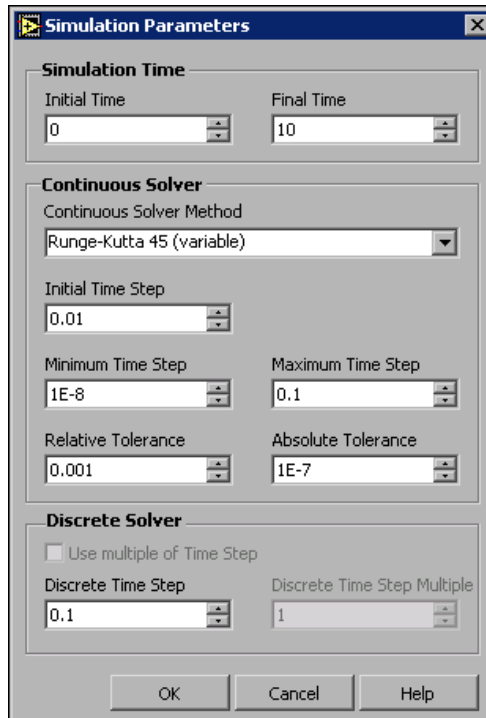 Simulation Parameters
Simulation Time
Initial Time Final Time
0 10
Continuous Solver
Continuous Solver Method
Runge-Kutta 45 (variable)
Initial Time Step
0.01
Minimum Time Step Maximum Time Step
1E-8 0.1
Relative Tolerance Absolute Tolerance
0.001 1E-7
Discrete Solver
Use multiple of Time Step
Discrete Time Step Discrete Time Step Multiple
0.1 1
OK Cancel Help